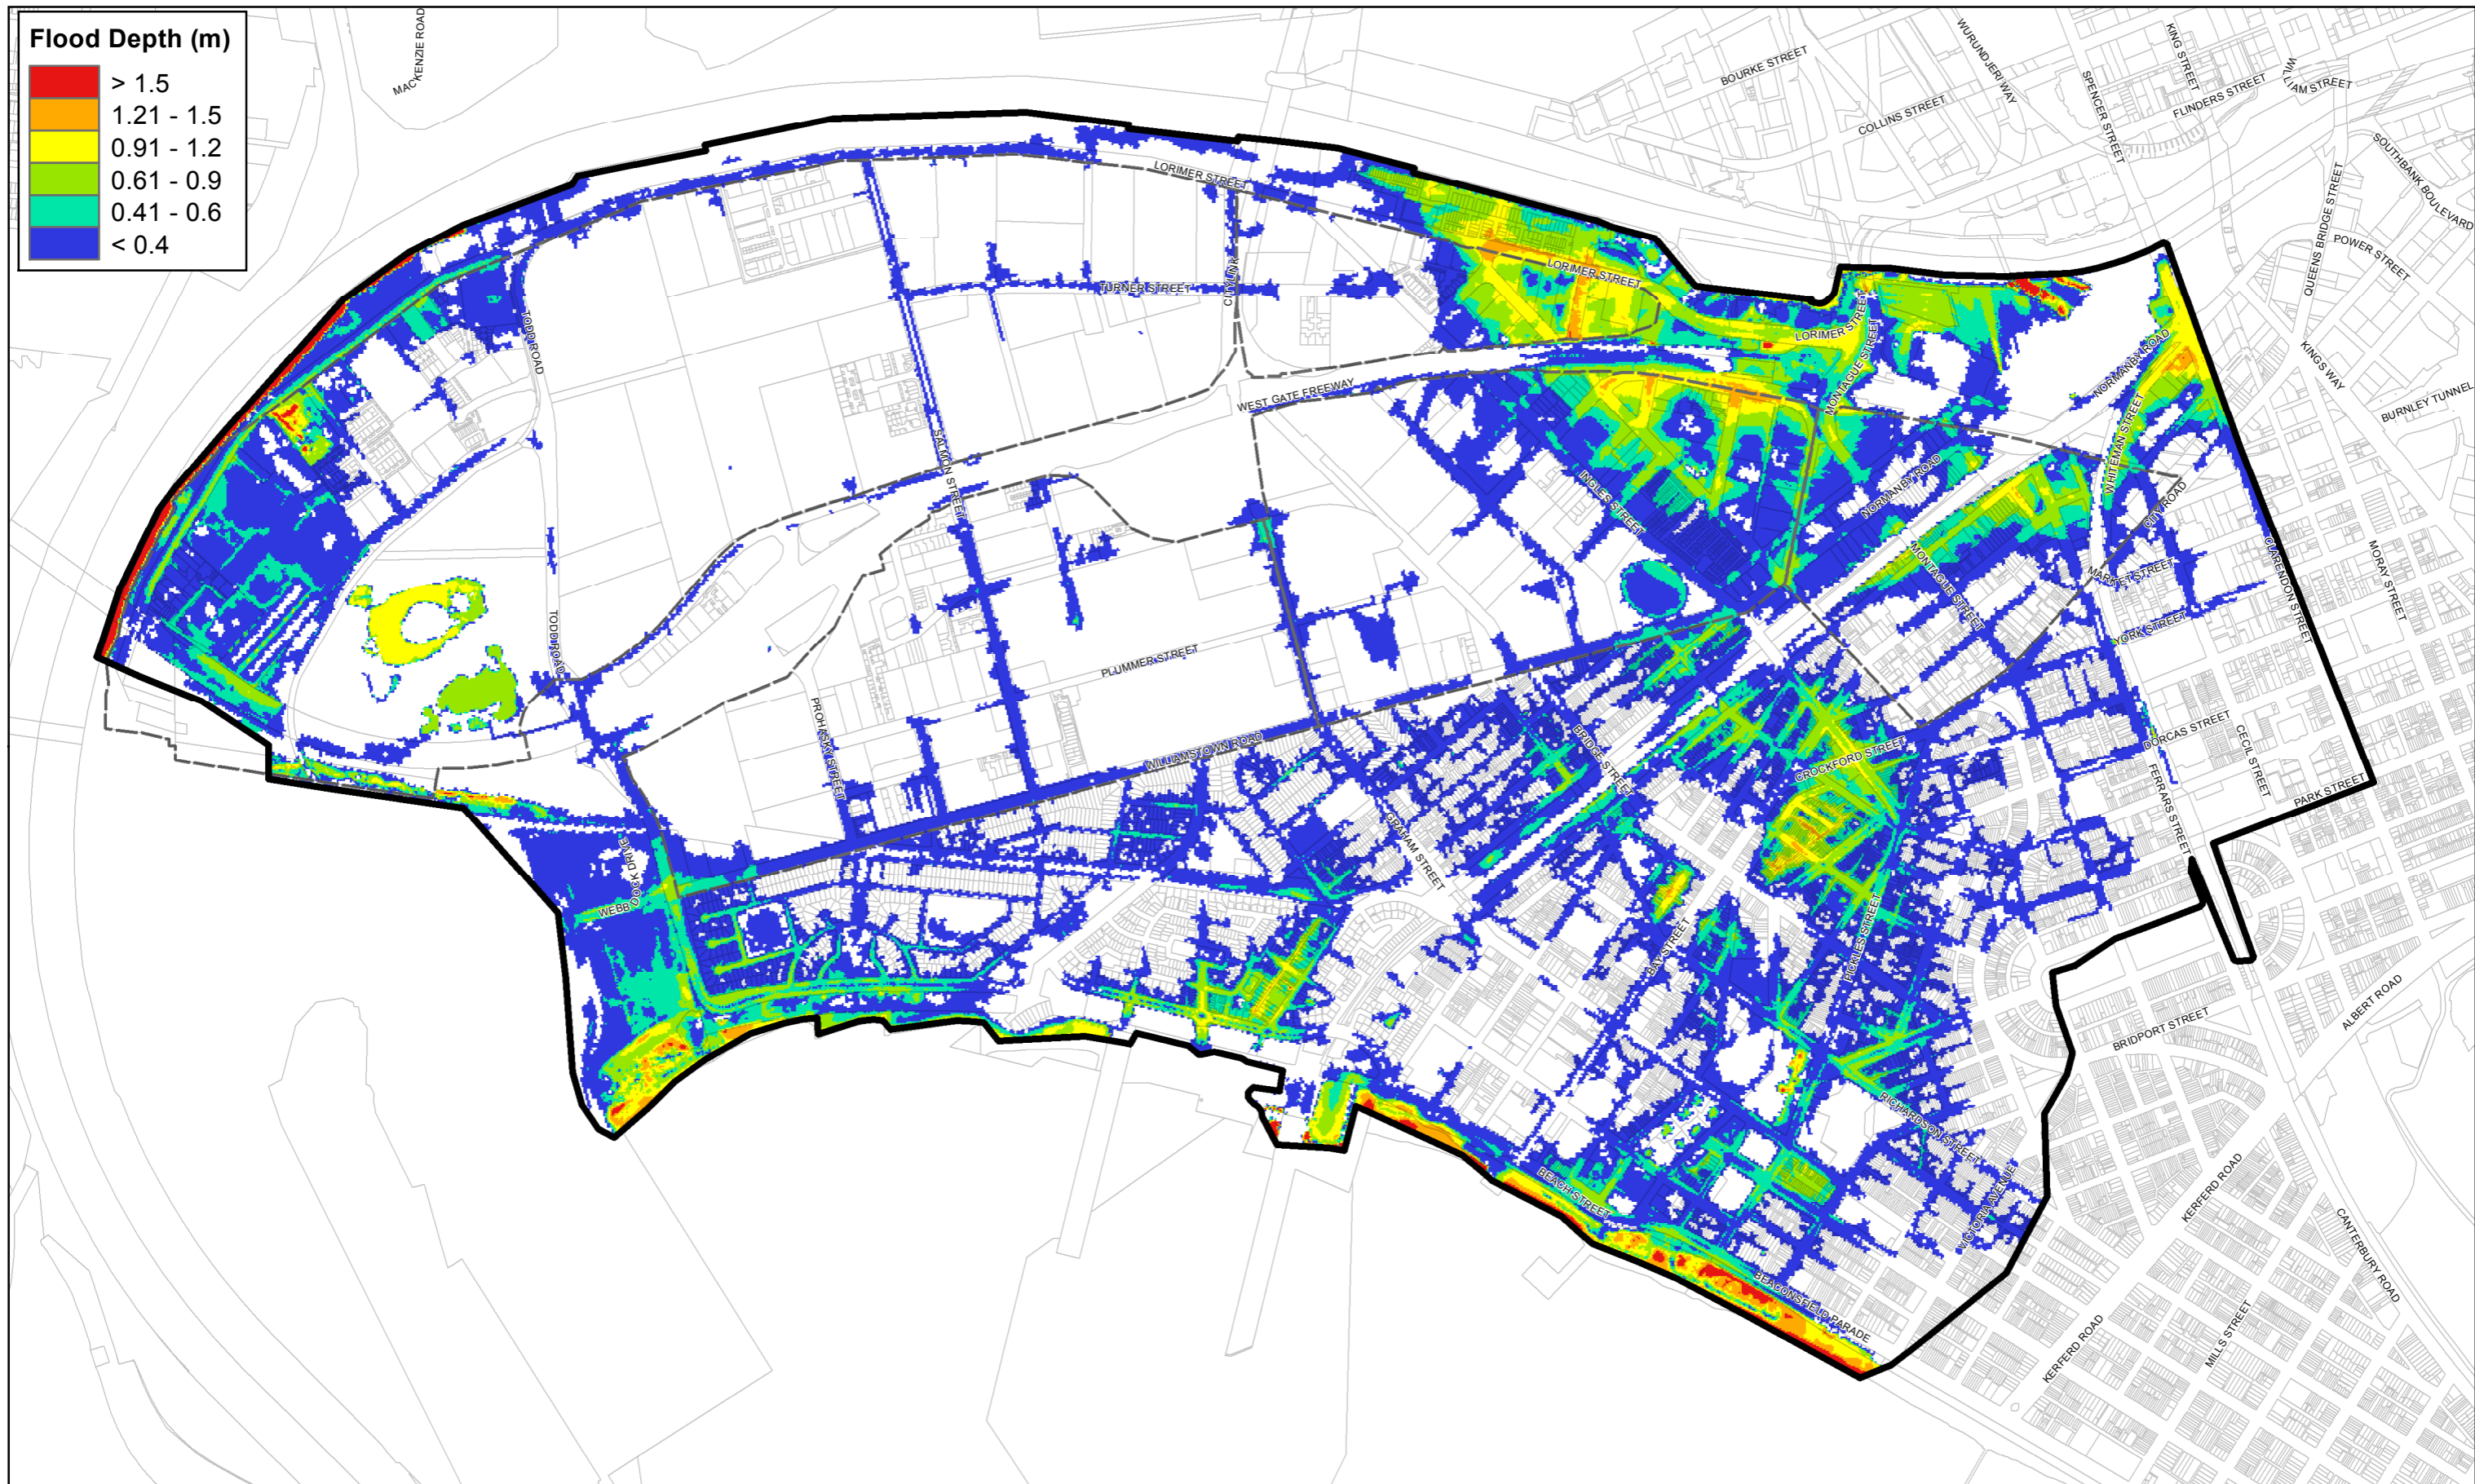 Flood Depth (m)
> 1.5
1.21 - 1.5
0.91 - 1.2
0.61 - 0.9
0.41 - 0.6
< 0.4
MACKENZIE ROAD
BOURKE STREET
COLLINS STREET
WURUNDJERI WAY
SPENCER STREET
KING STREET
WILLIAM STREET
FLINDERS STREET
SOUTHBANK BOULEVARD
QUEENS BRIDGE STREET
POWER STREET
KINGS WAY
BURNLEY TUNNEL
LORIMER STREET
CITYLINK
TURNER STREET
LORIMER STREET
LORIMER STREET
MONTAGUE STREET
NORMANBY ROAD
WHITEMAN STREET
TODD ROAD
WEST GATE FREEWAY
SALMON STREET
INGLES STREET
NORMANBY ROAD
CITY ROAD
MONTAGUE STREET
MARKET STREET
CLARENDON STREET
MORAY STREET
YORK STREET
TODD ROAD
PLUMMER STREET
PROHASKY STREET
WILLIAMSTOWN ROAD
BRIDGE STREET
CROCKFORD STREET
DORCAS STREET
CECIL STREET
FERRARS STREET
PARK STREET
GRAHAM STREET
WEBB DOCK DRIVE
BAY STREET
PICKLES STREET
ALBERT ROAD
BRIDPORT STREET
RICHARDSON STREET
BEACH STREET
VICTORIA AVENUE
KERFERD ROAD
CANTERBURY ROAD
BEACONSFIELD PARADE
KERFERD ROAD
MILLS STREET